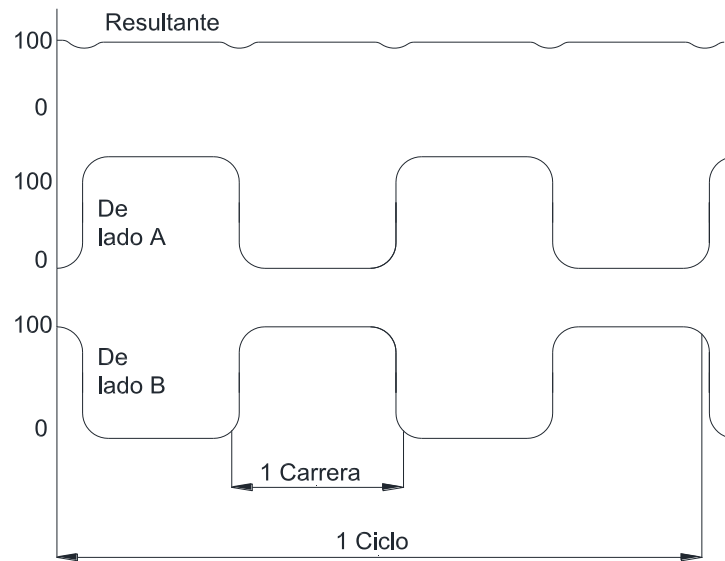 Resultante
100
0
100
De
lado A
0
100
De
lado B
0
1 Carrera
1 Ciclo